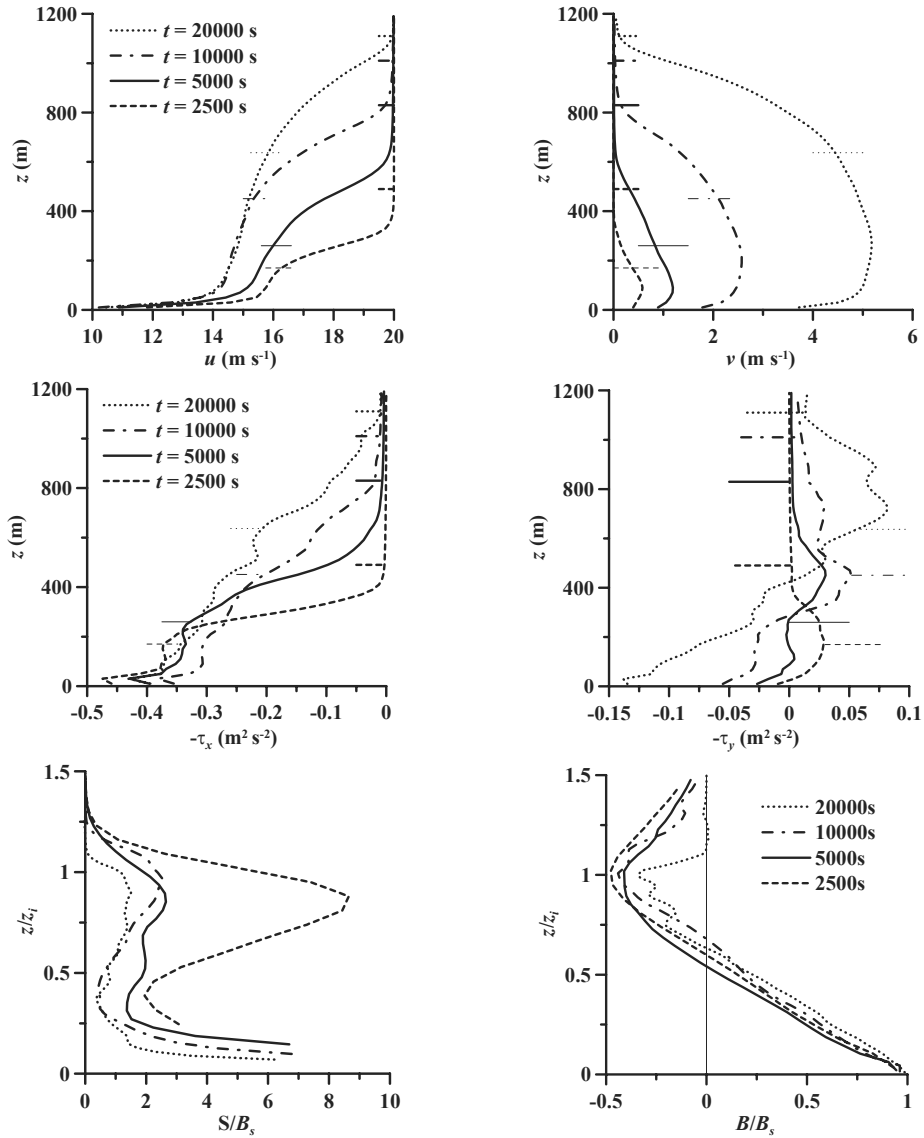 1200
800
400
0
z (m)
t = 20000 s
t = 10000 s
t = 5000 s
t = 2500 s
10 12 14 16 18 20
u (m s-1)
1200
800
400
0
z (m)
0 2 4 6
v (m s-1)
1200
800
400
0
z (m)
t = 20000 s
t = 10000 s
t = 5000 s
t = 2500 s
-0.5 -0.4 -0.3 -0.2 -0.1 0
-τx (m2 s-2)
1200
800
400
0
z (m)
-0.15 -0.1 -0.05 0 0.05 0.1
-τy (m2 s-2)
1.5
1
0.5
0
z/zi
0 2 4 6 8 10
S/Bs
1.5
1
0.5
0
z/zi
20000s
10000s
5000s
2500s
-0.5 0 0.5 1
B/Bs